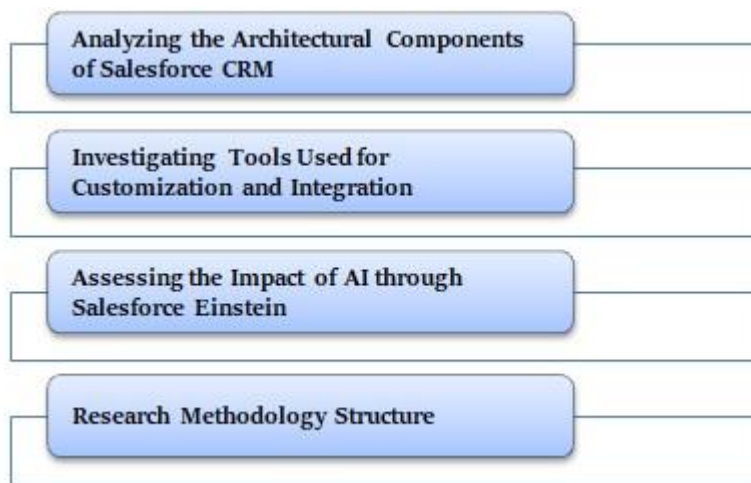 Analyzing the Architectural Components
of Salesforce CRM
Investigating Tools Used for
Customization and Integration
Assessing the Impact of AI through
Salesforce Einstein
Research Methodology Structure